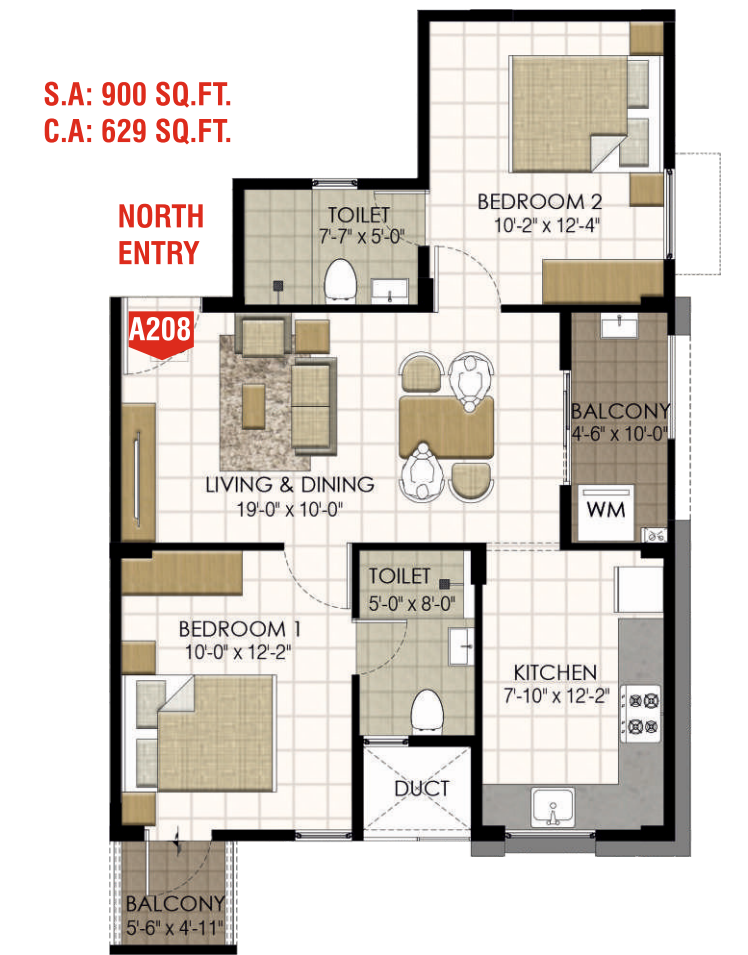 S.A: 900 SQ.FT.
C.A: 629 SQ.FT.
NORTH
ENTRY
TOILET
7'-7" x 5'-0"
BEDROOM 2
10'-2" x 12'-4"
A208
BALCONY
4'-6" x 10'-0"
LIVING & DINING
19'-0" x 10'-0"
WM
TOILET
5'-0" x 8'-0"
BEDROOM 1
10'-0" x 12'-2"
KITCHEN
7'-10" x 12'-2"
DUCT
BALCONY
5'-6" x 4'-11"